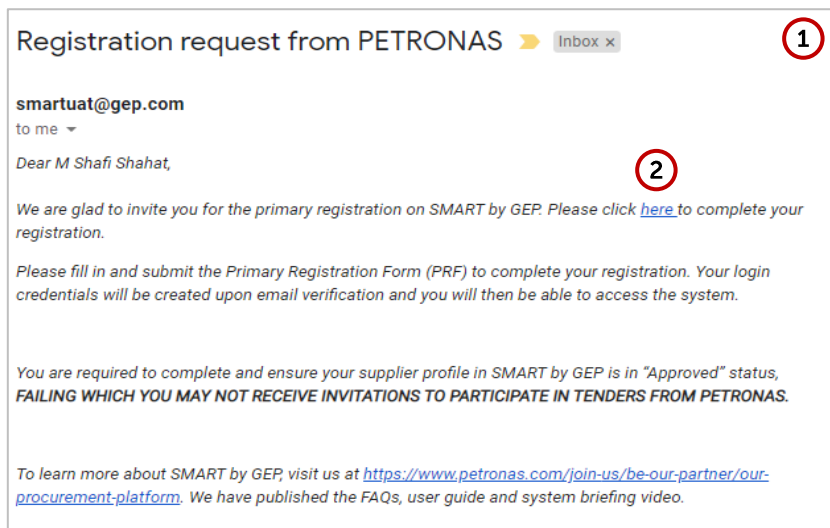 Registration request from PETRONAS Inbox x
1
smartuat@gep.com
to me
Dear M Shafi Shahat,
2
We are glad to invite you for the primary registration on SMART by GEP. Please click here to complete your
registration.
Please fill in and submit the Primary Registration Form (PRF) to complete your registration. Your login
credentials will be created upon email verification and you will then be able to access the system.
You are required to complete and ensure your supplier profile in SMART by GEP is in “Approved” status,
FAILING WHICH YOU MAY NOT RECEIVE INVITATIONS TO PARTICIPATE IN TENDERS FROM PETRONAS.
To learn more about SMART by GEP, visit us at https://www.petronas.com/join-us/be-our-partner/our-
procurement-platform. We have published the FAQs, user guide and system briefing video.